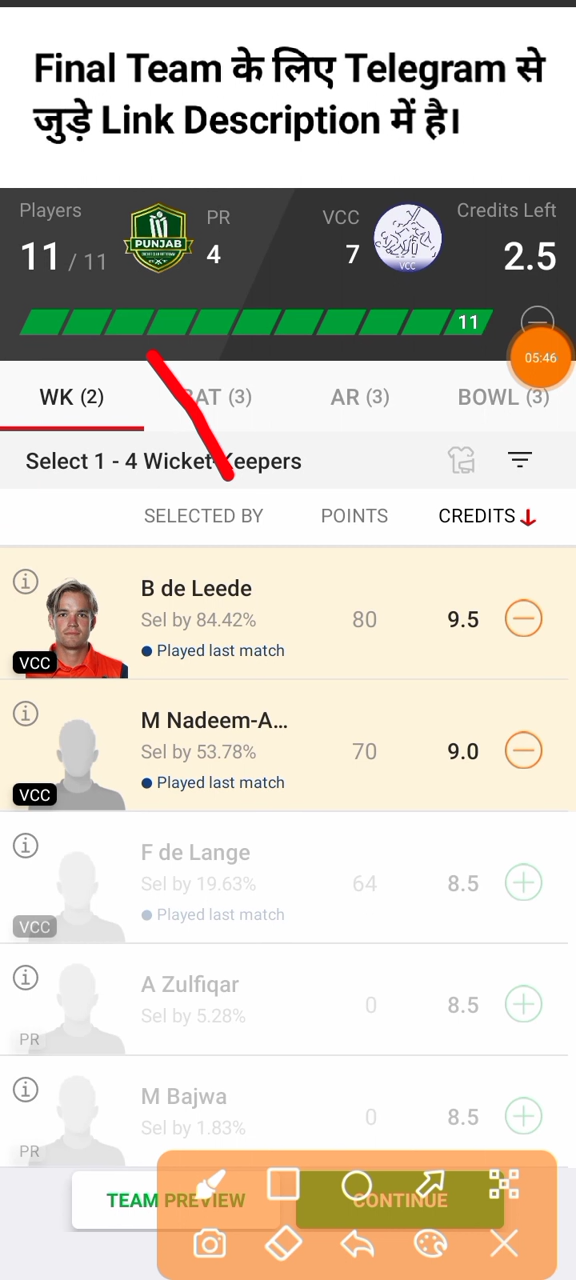 Final Team के लिए Telegram से
जुड़े Link Description में है।
Players PR VCC Credits Left
11 / 11 PUNJAB 4 7 VCC 2.5
11
05:46
WK (2) BAT (3) AR (3) BOWL (3)
Select 1 - 4 Wicket-Keepers
SELECTED BY POINTS CREDITS
B de Leede
Sel by 84.42% 80 9.5
VCC Played last match
M Nadeem-A...
Sel by 53.78% 70 9.0
VCC Played last match
F de Lange
Sel by 19.63% 64 8.5
VCC Played last match
A Zulfiqar
Sel by 5.28% 0 8.5
PR
M Bajwa
Sel by 1.83% 0 8.5
PR
TEAM PREVIEW CONTINUE